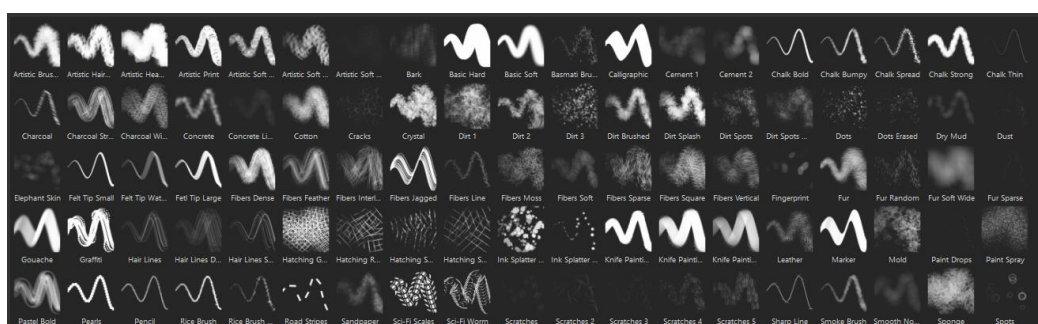 Artistic Brus... Artistic Hair... Artistic Hea... Artistic Print Artistic Soft ... Artistic Soft ... Artistic Soft ... Bark Basic Hard Basic Soft Basmati Bru... Calligraphic Cement 1 Cement 2 Chalk Bold Chalk Bumpy Chalk Spread Chalk Strong Chalk Thin
Charcoal Charcoal Str... Charcoal Wi... Concrete Concrete Li... Cotton Cracks Crystal Dirt 1 Dirt 2 Dirt 3 Dirt Brushed Dirt Splash Dirt Spots Dirt Spots ... Dots Dots Erased Dry Mud Dust
Elephant Skin Felt Tip Small Felt Tip Wat... Fetl Tip Large Fibers Dense Fibers Feather Fibers Interl... Fibers Jagged Fibers Line Fibers Moss Fibers Soft Fibers Sparse Fibers Square Fibers Vertical Fingerprint Fur Fur Random Fur Soft Wide Fur Sparse
Gouache Graffiti Hair Lines Hair Lines D... Hair Lines S... Hatching G... Hatching R... Hatching S... Hatching S... Ink Splatter ... Ink Splatter ... Knife Painti... Knife Painti... Knife Painti... Leather Marker Mold Paint Drops Paint Spray
Pastel Bold Pearls Pencil Rice Brush Rice Brush ... Road Stripes Sandpaper Sci-Fi Scales Sci-Fi Worm Scratches Scratches 2 Scratches 3 Scratches 4 Scratches 5 Sharp Line Smoke Brush Smooth No... Sponge Spots